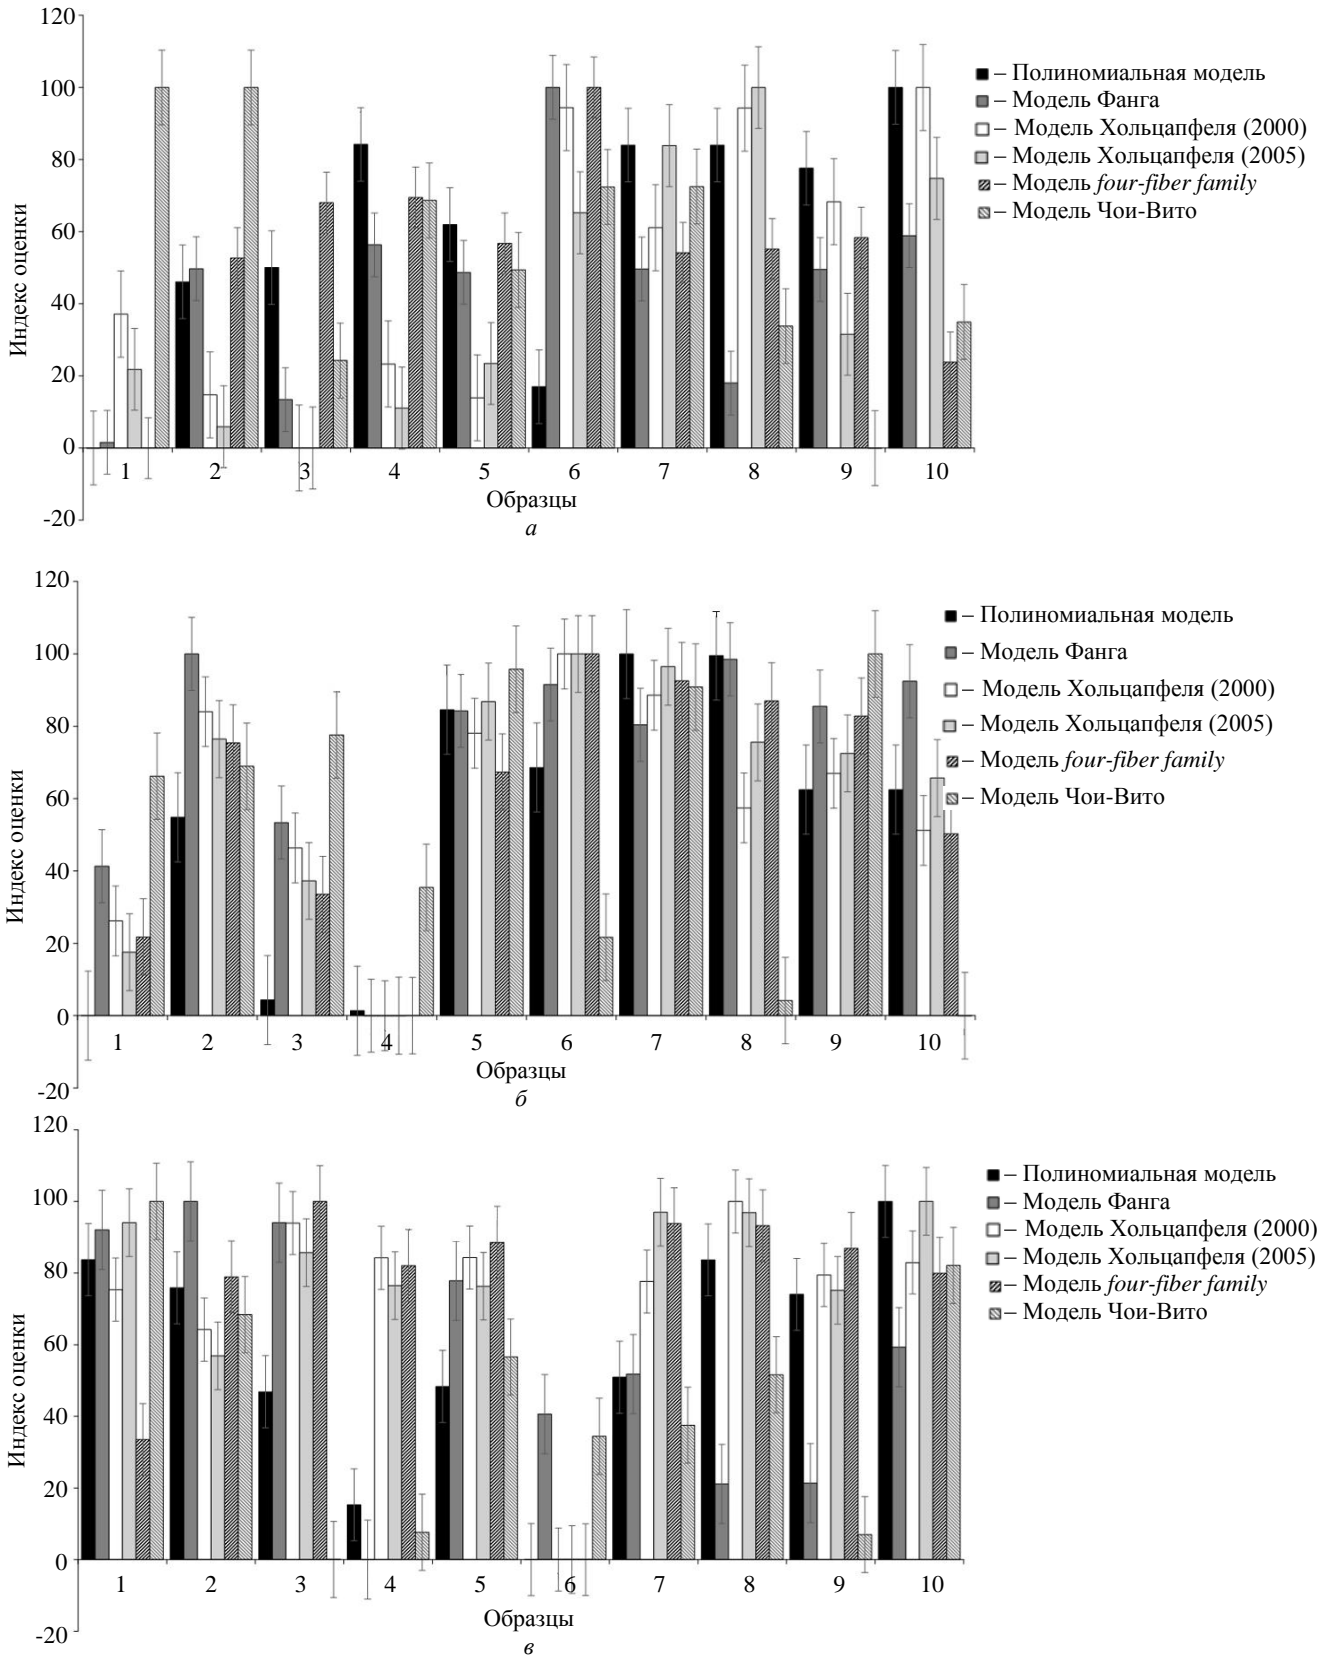 120
100
80
60
40
20
0
-20
Индекс оценки
1 2 3 4 5 6 7 8 9 10
Образцы
а
– Полиномиальная модель
– Модель Фанга
– Модель Хольцапфеля (2000)
– Модель Хольцапфеля (2005)
– Модель four-fiber family
– Модель Чои-Вито
120
100
80
60
40
20
0
-20
Индекс оценки
1 2 3 4 5 6 7 8 9 10
Образцы
б
– Полиномиальная модель
– Модель Фанга
– Модель Хольцапфеля (2000)
– Модель Хольцапфеля (2005)
– Модель four-fiber family
– Модель Чои-Вито
120
100
80
60
40
20
0
-20
Индекс оценки
1 2 3 4 5 6 7 8 9 10
Образцы
в
– Полиномиальная модель
– Модель Фанга
– Модель Хольцапфеля (2000)
– Модель Хольцапфеля (2005)
– Модель four-fiber family
– Модель Чои-Вито